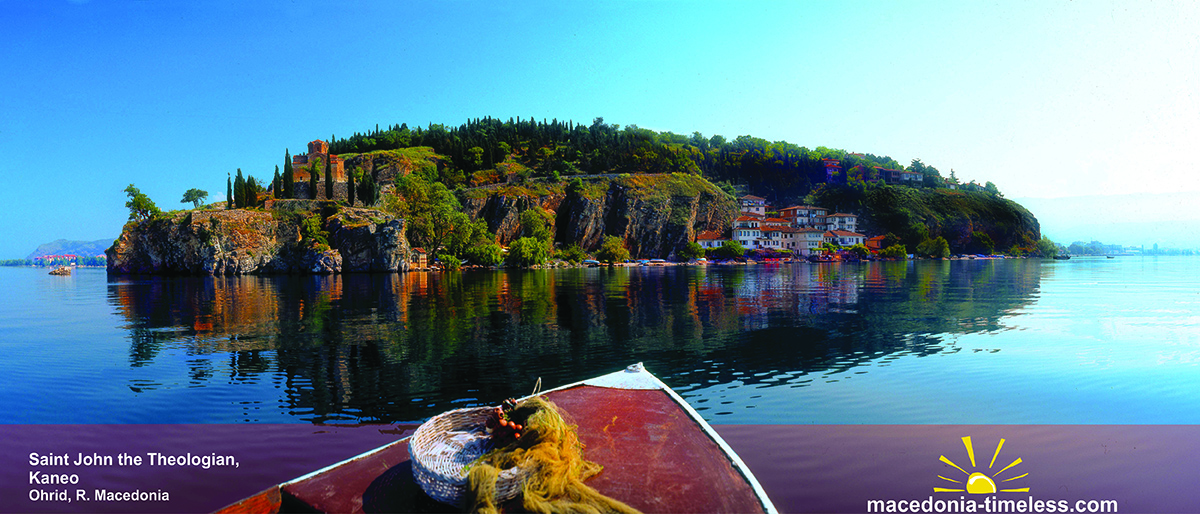 Saint John the Theologian,
Kaneo
Ohrid, R. Macedonia
macedonia-timeless.com